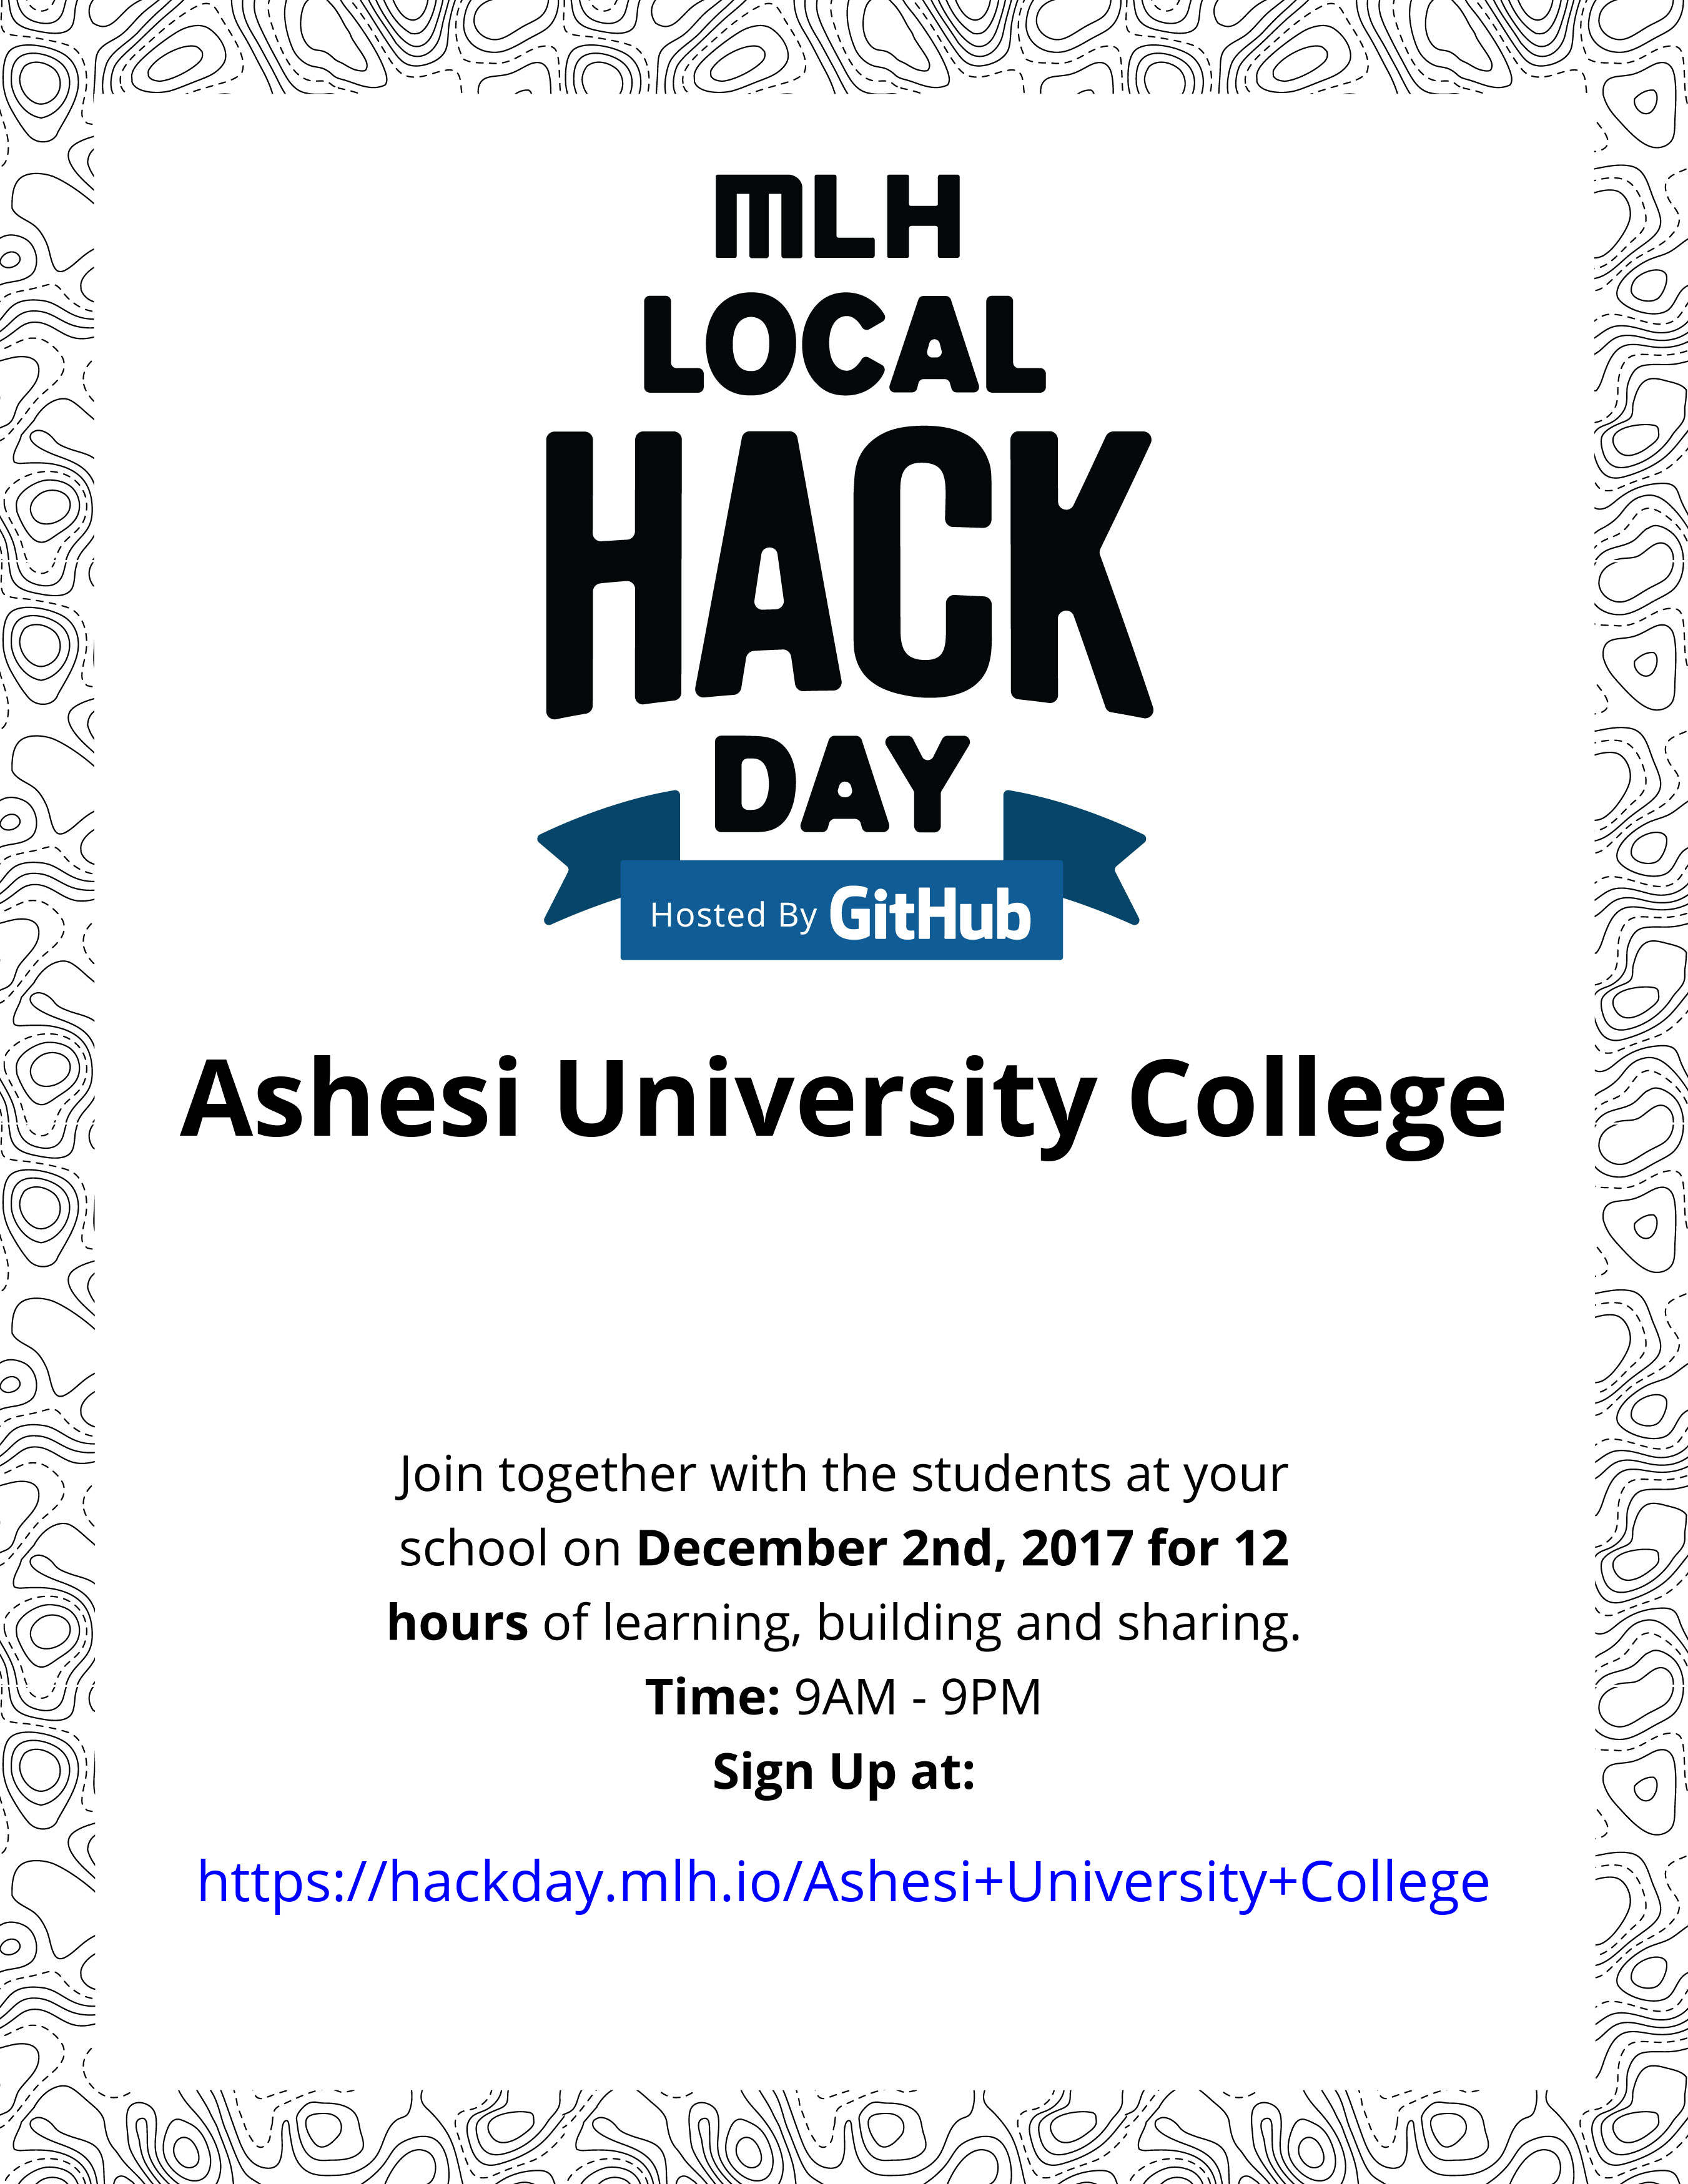 MLH
LOCAL
HACK
DAY
Hosted By GitHub
Ashesi University College
Join together with the students at your
school on December 2nd, 2017 for 12
hours of learning, building and sharing.
Time: 9AM - 9PM
Sign Up at:
https://hackday.mlh.io/Ashesi+University+College